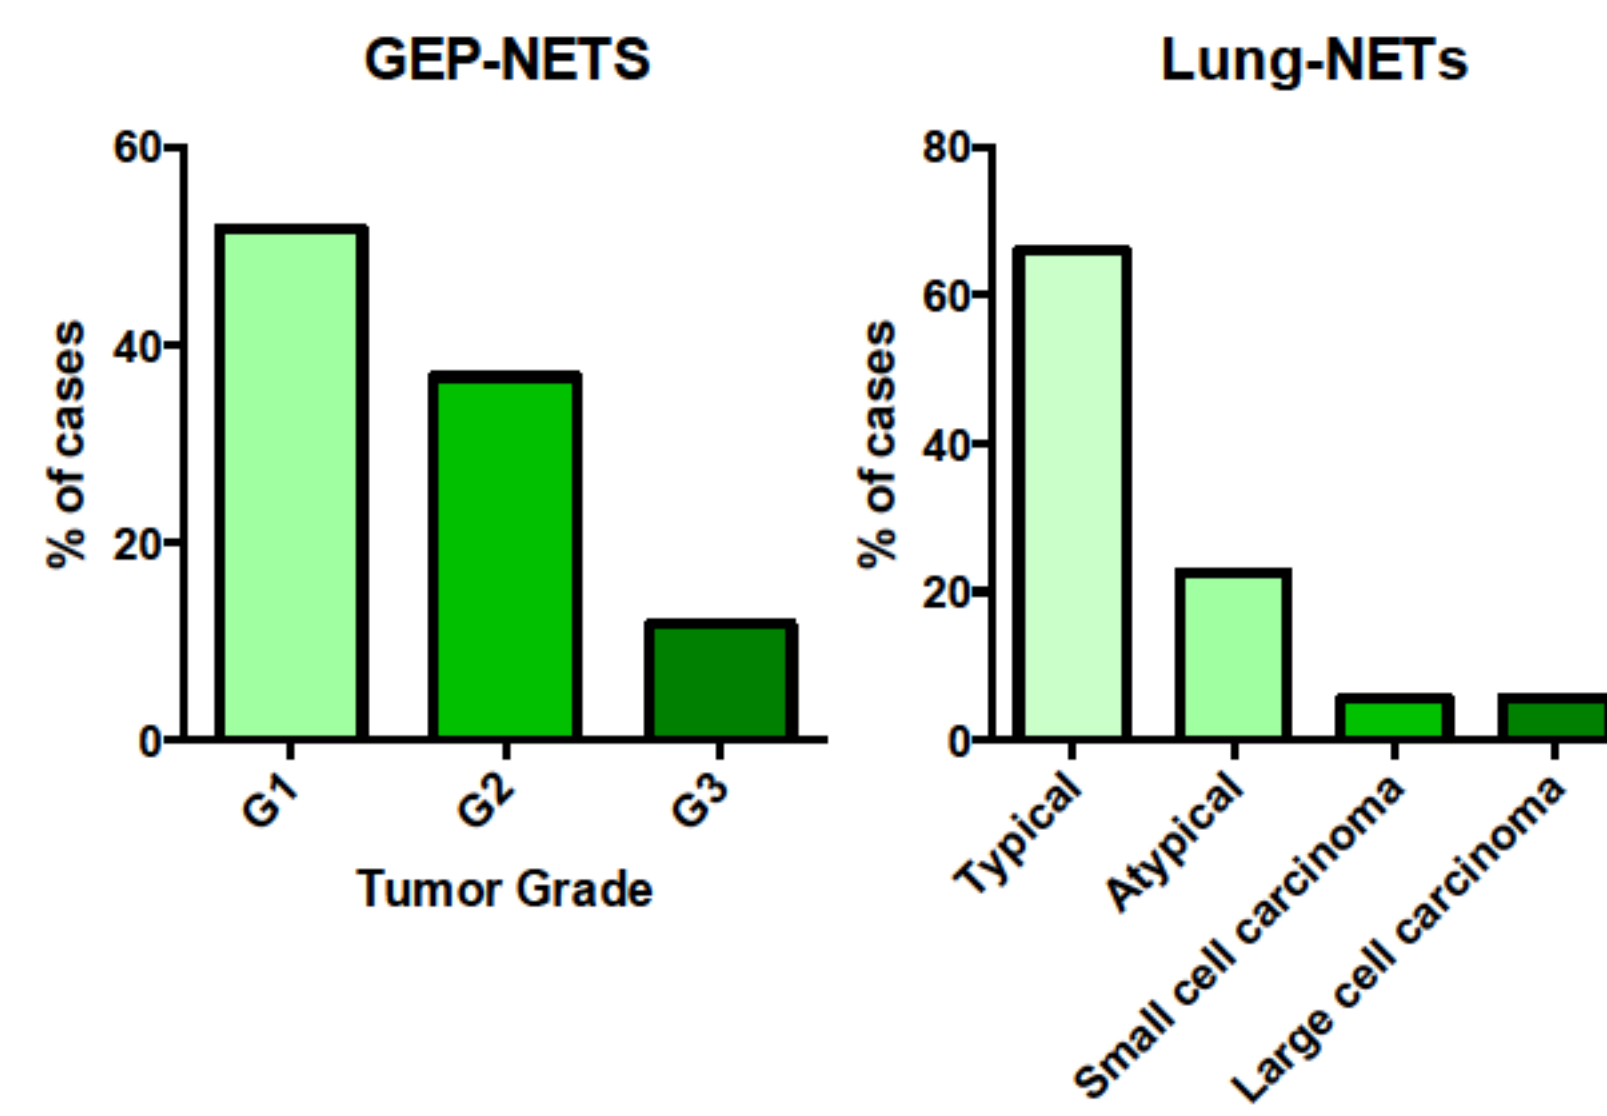 GEP-NETS
% of cases
60
40
20
0
G1
G2
G3
Tumor Grade
Lung-NETs
% of cases
80
60
40
20
0
Typical
Atypical
Small cell carcinoma
Large cell carcinoma